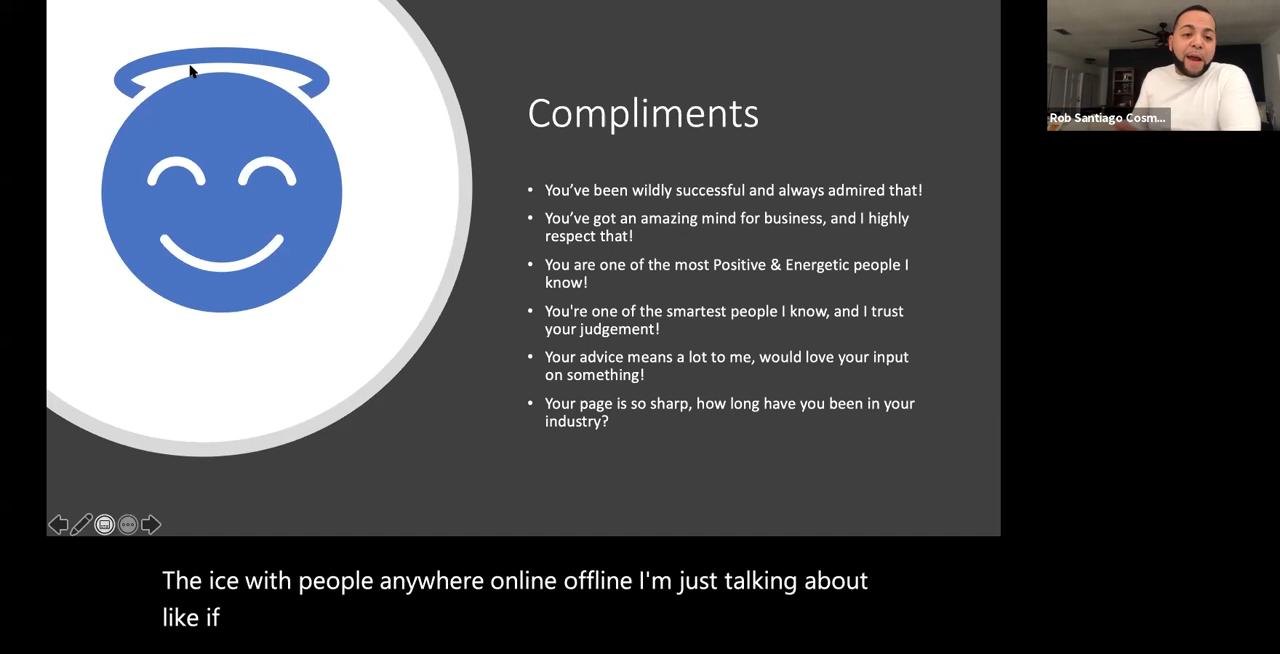 Compliments
• You’ve been wildly successful and always admired that!
• You’ve got an amazing mind for business, and I highly
respect that!
• You are one of the most Positive & Energetic people I
know!
• You're one of the smartest people I know, and I trust
your judgement!
• Your advice means a lot to me, would love your input
on something!
• Your page is so sharp, how long have you been in your
industry?
Rob Santiago Cosm...
The ice with people anywhere online offline I'm just talking about
like if